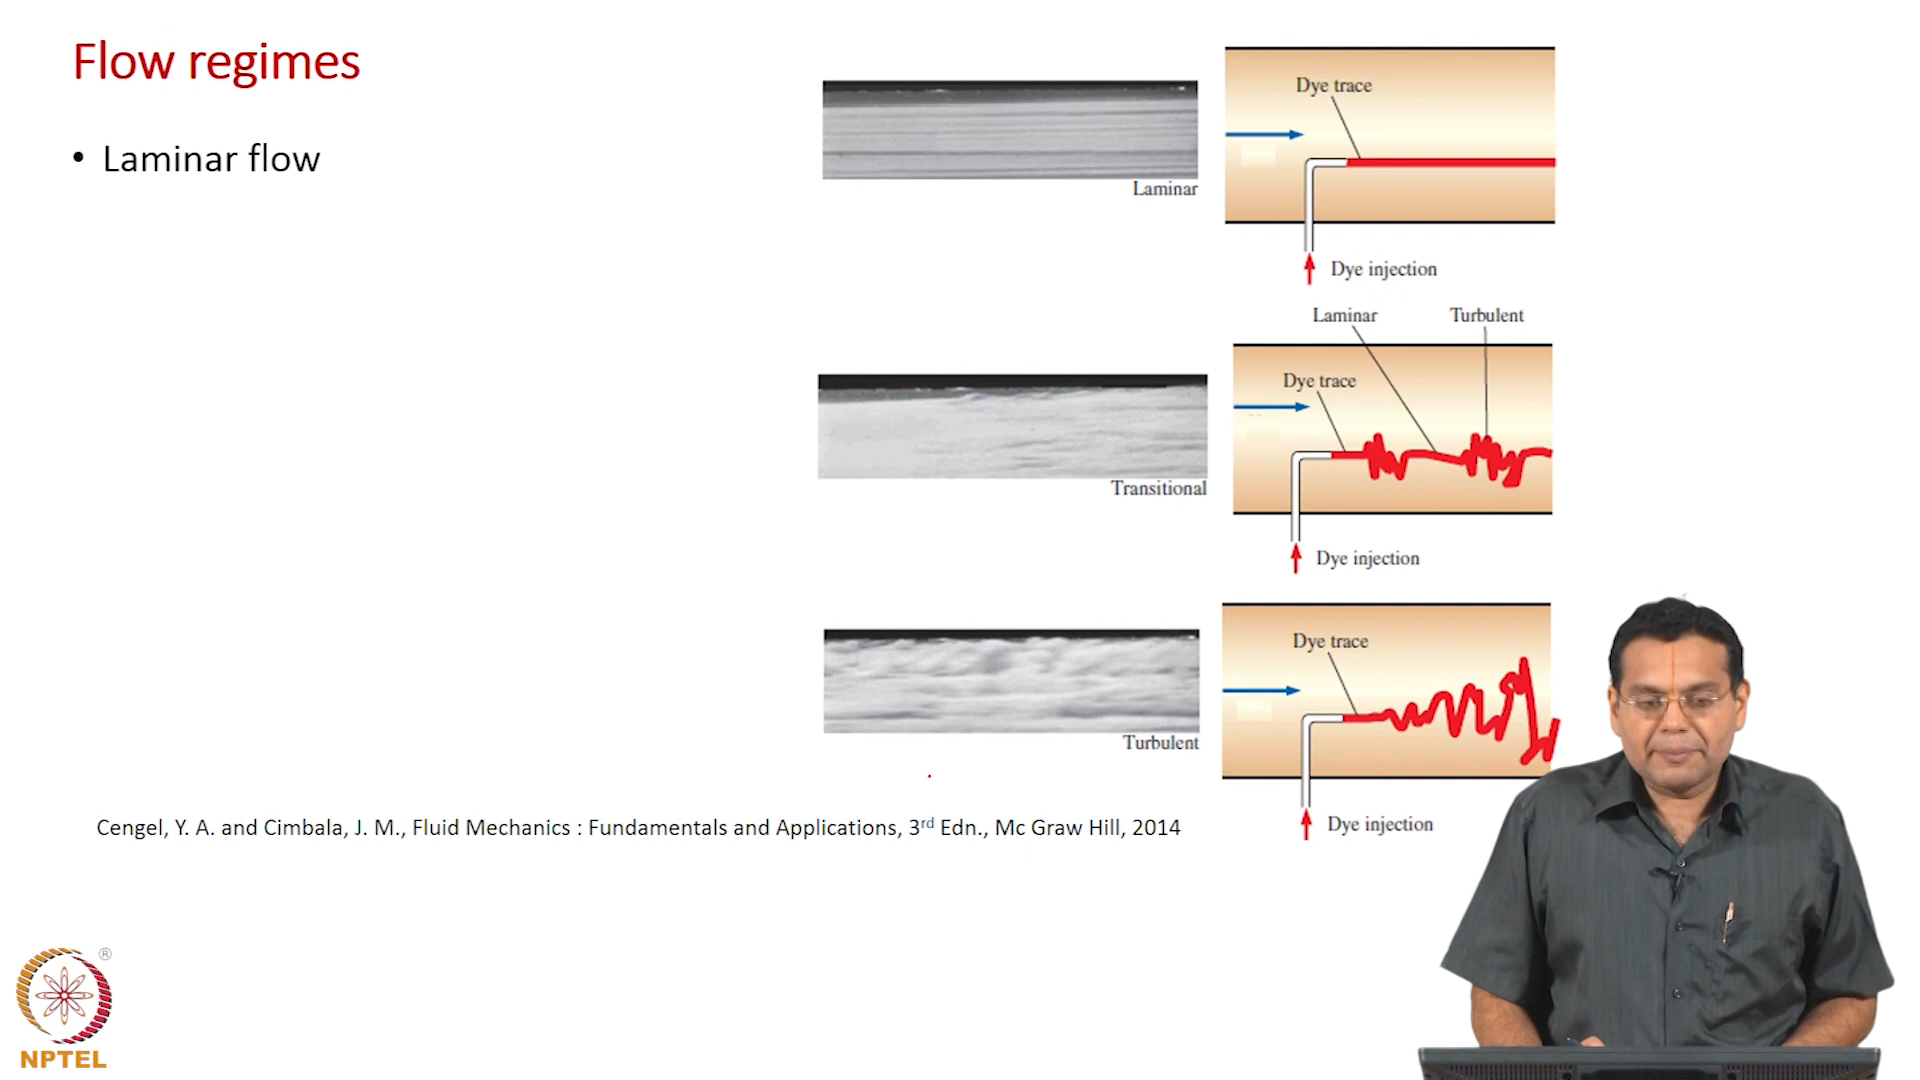 Flow regimes
• Laminar flow
Laminar
Dye trace
Dye injection
Transitional
Laminar
Turbulent
Dye trace
Dye injection
Turbulent
Dye trace
Dye injection
Cengel, Y. A. and Cimbala, J. M., Fluid Mechanics : Fundamentals and Applications, 3rd Edn., Mc Graw Hill, 2014
®
NPTEL